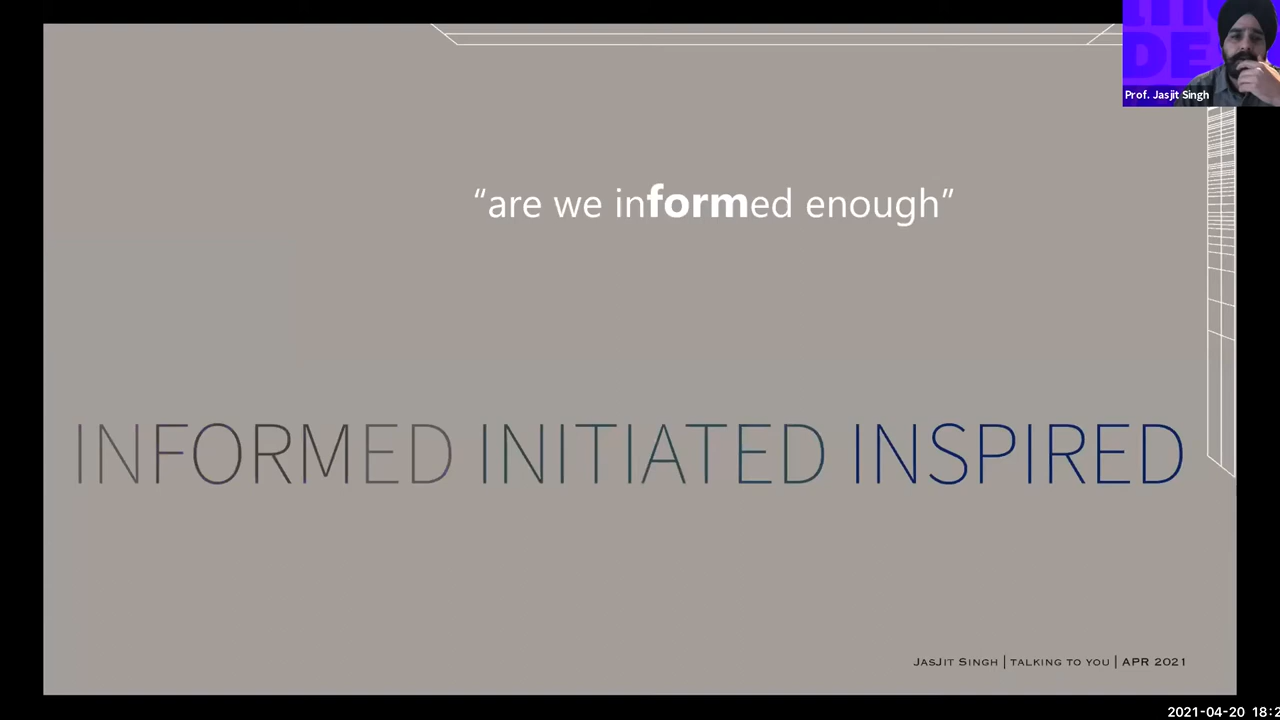 Prof. Jasjit Singh
“are we informed enough”
INFORMED INITIATED INSPIRED
JASJIT SINGH | TALKING TO YOU | APR 2021
2021-04-20 18:2